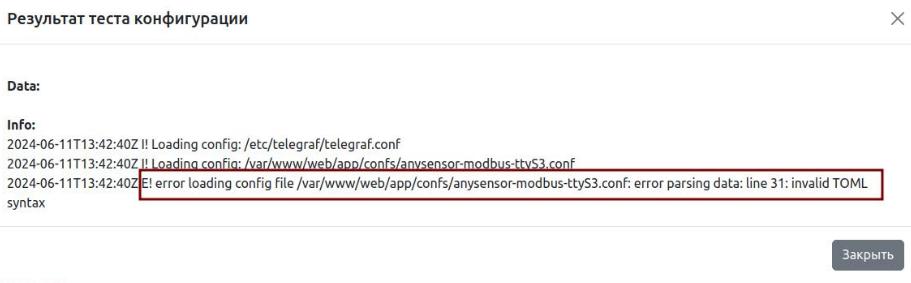 Результат теста конфигурации
Data:
Info:
2024-06-11T13:42:40Z I! Loading config: /etc/telegraf/telegraf.conf
2024-06-11T13:42:40Z I! Loading config: /var/www/web/app/confs/anysensor-modbus-ttyS3.conf
2024-06-11T13:42:40Z E! error loading config file /var/www/web/app/confs/anysensor-modbus-ttyS3.conf: error parsing data: line 31: invalid TOML
syntax
Закрыть